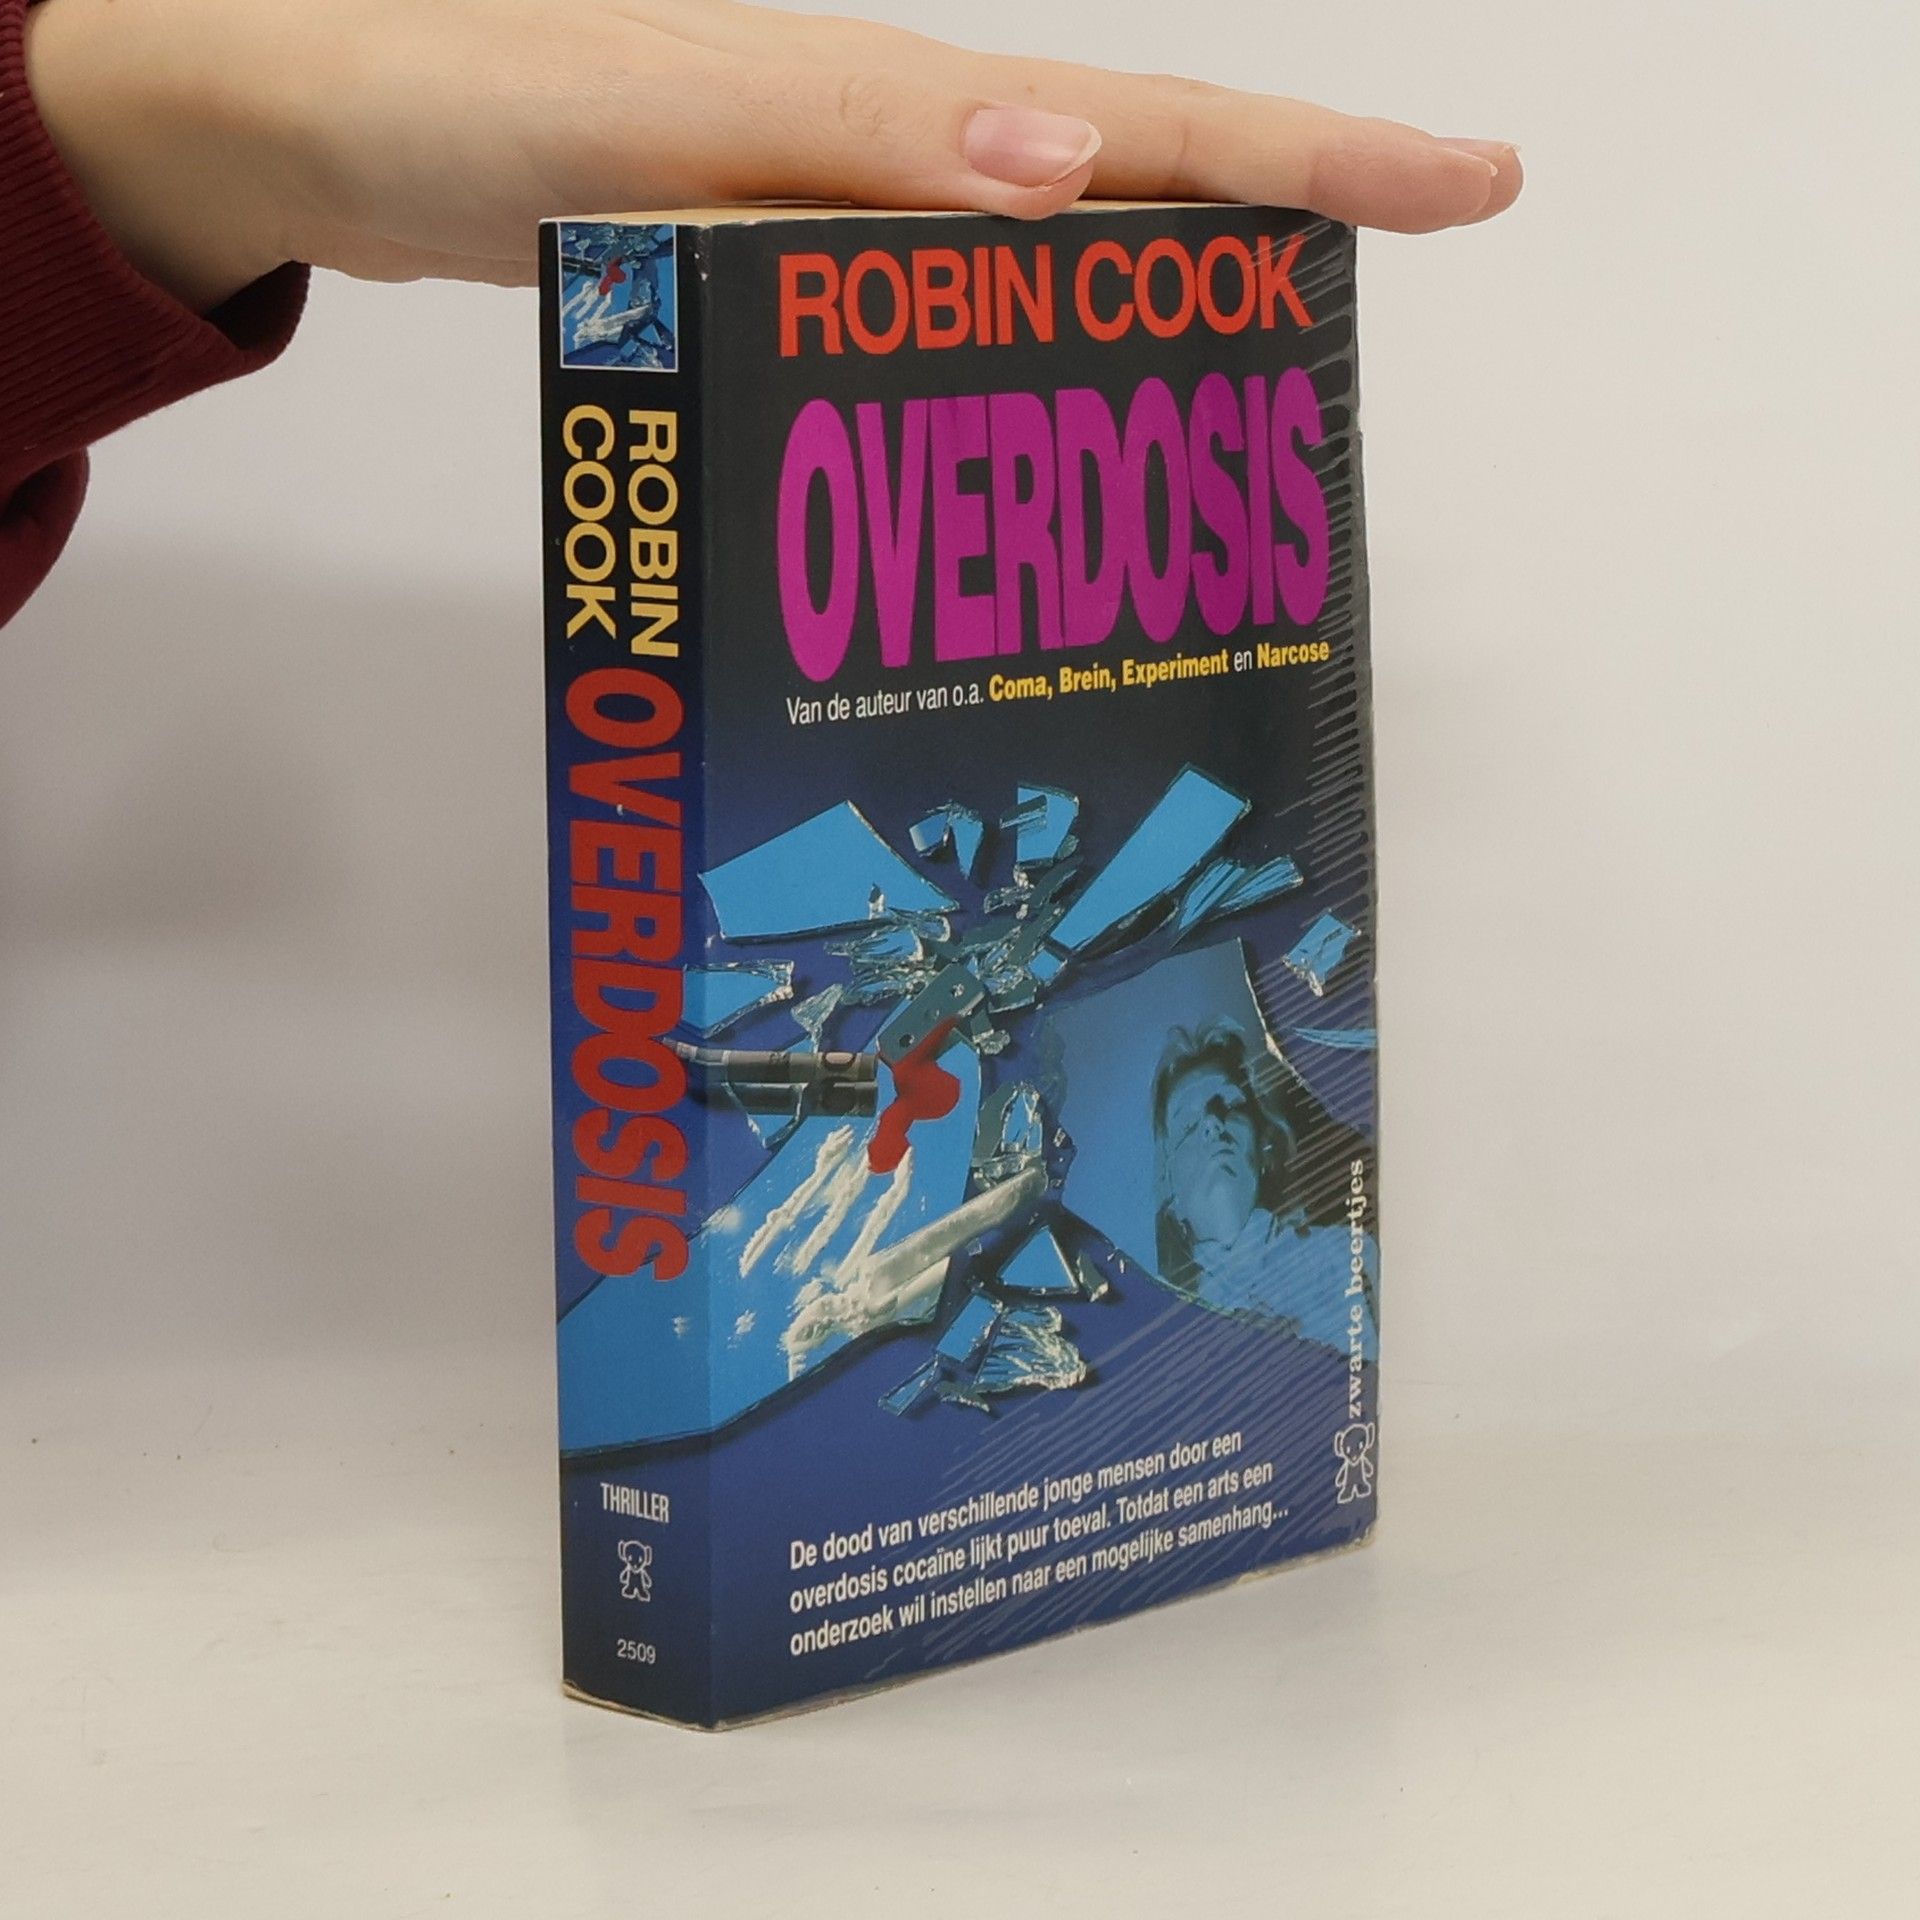 ROBIN COOK
OVERDOSIS
Van de auteur van o.a. Coma, Brein, Experiment en Narcose
De dood van verschillende jonge mensen door een
overdosis cocaïne lijkt puur toeval. Totdat een arts een
onderzoek wil instellen naar een mogelijke samenhang...
zwarte beertjes
ROBIN
COOK
OVERDOSIS
THRILLER
2509